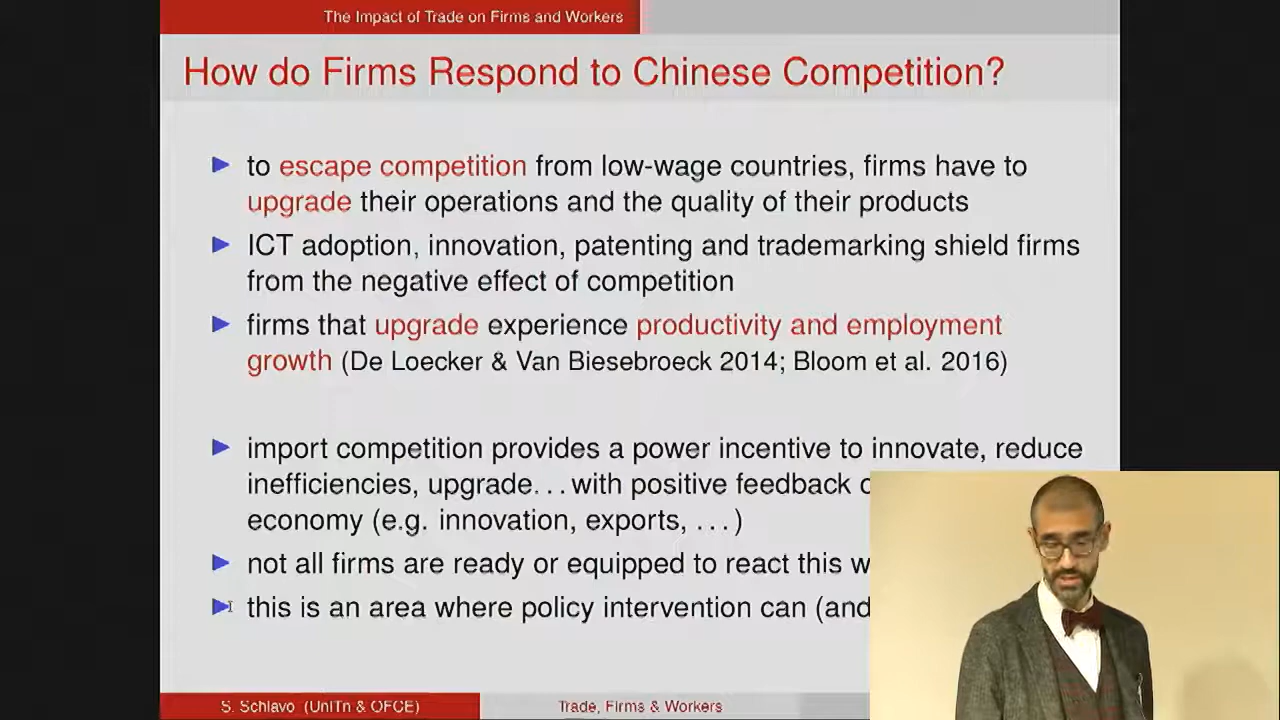 The Impact of Trade on Firms and Workers
How do Firms Respond to Chinese Competition?
to escape competition from low-wage countries, firms have to
upgrade their operations and the quality of their products
ICT adoption, innovation, patenting and trademarking shield firms
from the negative effect of competition
firms that upgrade experience productivity and employment
growth (De Loecker & Van Biesebroeck 2014; Bloom et al. 2016)
import competition provides a power incentive to innovate, reduce
inefficiencies, upgrade...with positive feedback
economy (e.g. innovation, exports, ...)
not all firms are ready or equipped to react this
this is an area where policy intervention can (and
S. Schiavo (UniTn & OFCE)
Trade, Firms & Workers